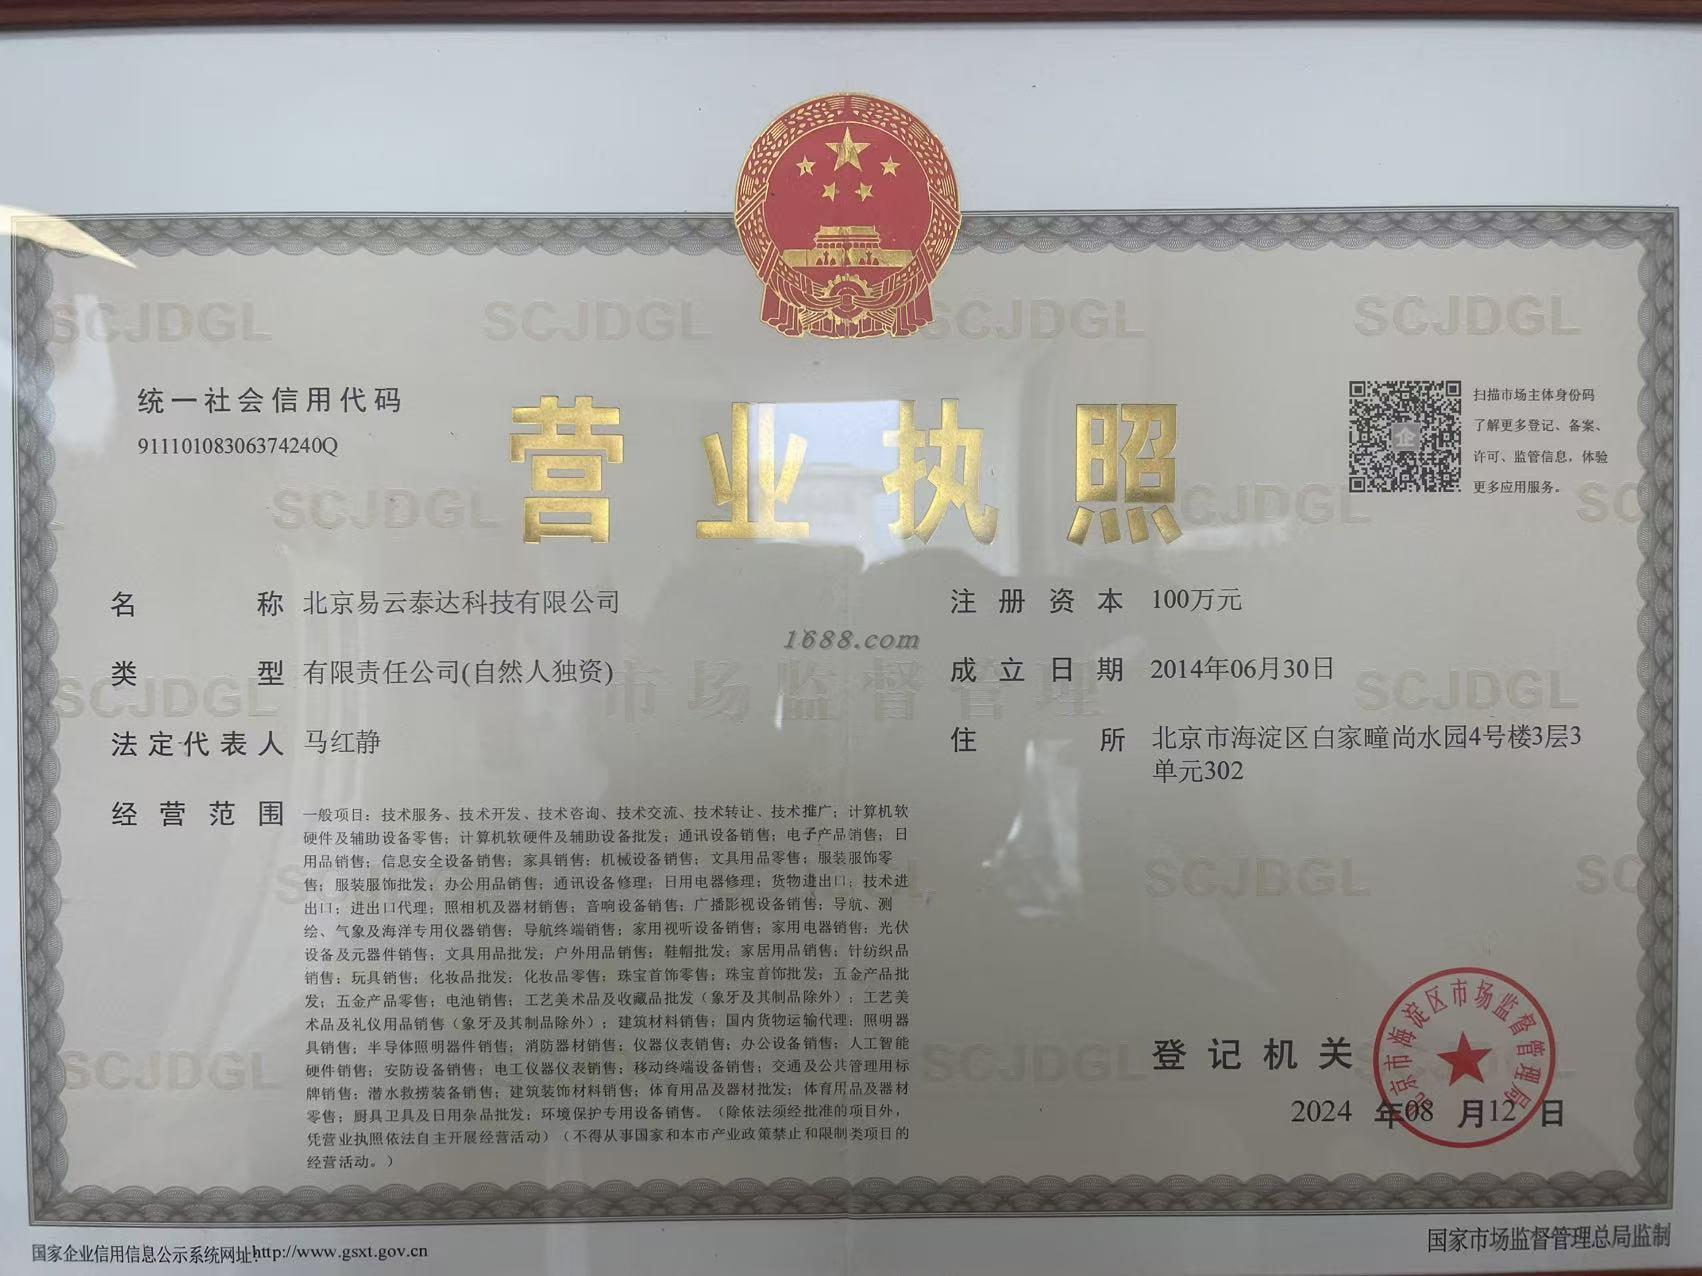 统一社会信用代码
91110108306374240Q
营业执照
扫描市场主体身份码
了解更多登记、备案、
许可、监管信息，体验
更多应用服务。
名称 北京易云泰达科技有限公司
类型 有限责任公司(自然人独资)
法定代表人 马红静
经营范围 一般项目：技术服务、技术开发、技术咨询、技术交流、技术转让、技术推广；计算机软
硬件及辅助设备零售；计算机软硬件及辅助设备批发；通讯设备销售；电子产品销售；日
用品销售；信息安全设备销售；家具销售；机械设备销售；文具用品零售；服装服饰零
售；服装服饰批发；办公用品销售；通讯设备修理；日用电器修理；货物进出口；技术进
出口；进出口代理；照相机及器材销售；音响设备销售；广播影视设备销售；导航、测
绘、气象及海洋专用仪器销售；导航终端销售；家用视听设备销售；家用电器销售；光伏
设备及元器件销售；文具用品批发；户外用品销售；鞋帽批发；家居用品销售；针纺织品
销售；玩具销售；化妆品批发；化妆品零售；珠宝首饰零售；珠宝首饰批发；五金产品批
发；五金产品零售；电池销售；工艺美术品及收藏品批发（象牙及其制品除外）；工艺美
术品及礼仪用品销售（象牙及其制品除外）；建筑材料销售；国内货物运输代理；照明器
具销售；半导体照明器件销售；消防器材销售；仪器仪表销售；办公设备销售；人工智能
硬件销售；安防设备销售；电工仪器仪表销售；移动终端设备销售；交通及公共管理用标
牌销售；潜水救捞装备销售；建筑装饰材料销售；体育用品及器材批发；体育用品及器材
零售；厨具卫具及日用杂品批发；环境保护专用设备销售。（除依法须经批准的项目外，
凭营业执照依法自主开展经营活动）（不得从事国家和本市产业政策禁止和限制类项目的
经营活动。）
注册资本 100万元
成立日期 2014年06月30日
住所 北京市海淀区白家疃尚水园4号楼3层3
单元302
1688.com
市场监督管理
SCJDGL
登记机关
北京市海淀区市场监督管理局
2024年08月12日
国家企业信用信息公示系统网址:http://www.gsxt.gov.cn
国家市场监督管理总局监制